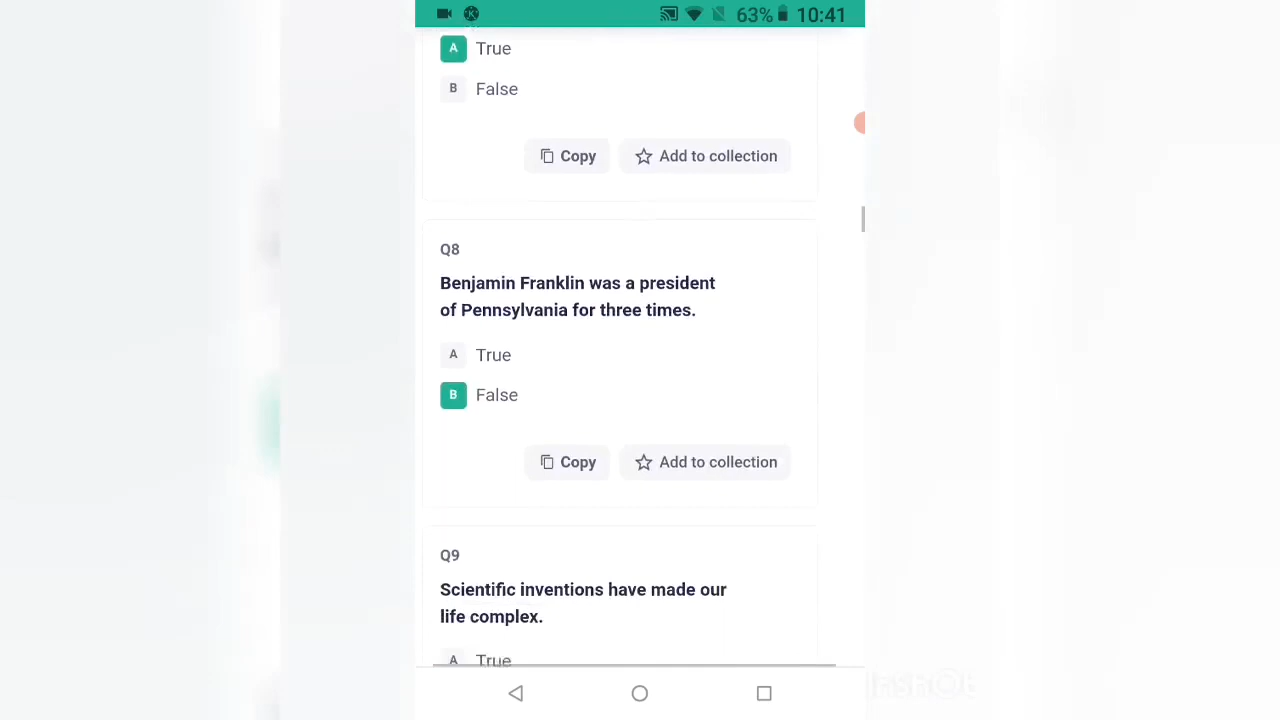 63% 10:41
A True
B False
Copy Add to collection
Q8
Benjamin Franklin was a president
of Pennsylvania for three times.
A True
B False
Copy Add to collection
Q9
Scientific inventions have made our
life complex.
A True